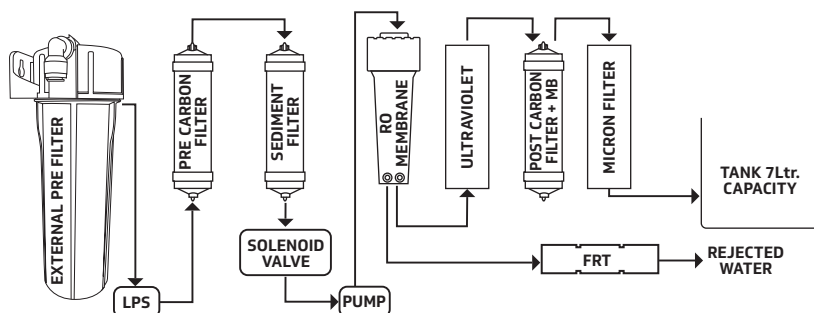 EXTERNAL PRE FILTER
LPS
PRE CARBON
FILTER
SEDIMENT
FILTER
SOLENOID
VALVE
PUMP
RO
MEMBRANE
ULTRAVIOLET
POST CARBON
FILTER + MB
MICRON FILTER
TANK 7Ltr.
CAPACITY
FRT
REJECTED
WATER